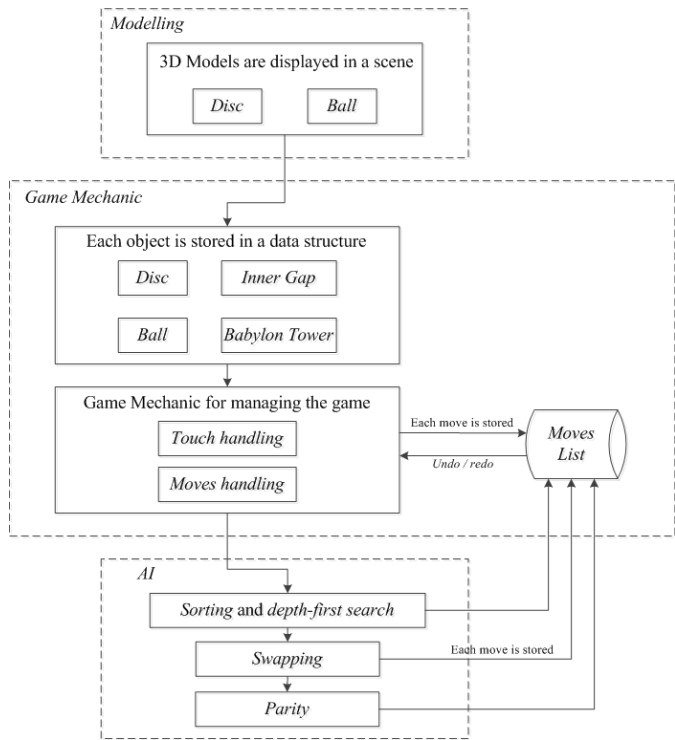 Modelling
3D Models are displayed in a scene
Disc
Ball
Game Mechanic
Each object is stored in a data structure
Disc
Inner Gap
Ball
Babylon Tower
Game Mechanic for managing the game
Touch handling
Moves handling
Each move is stored
Undo / redo
Moves
List
AI
Sorting and depth-first search
Swapping
Each move is stored
Parity